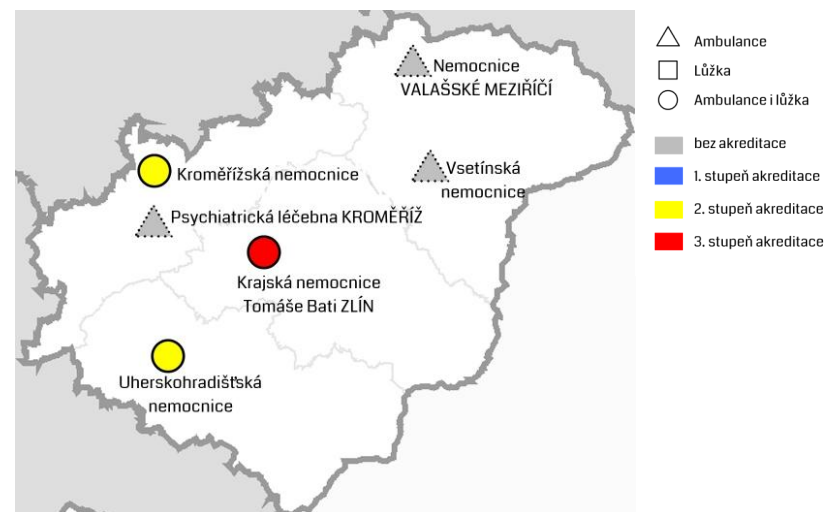 Nemocnice
VALAŠSKÉ MEZIŘÍČÍ
Vsetínská
nemocnice
Kroměřížská nemocnice
Psychiatrická léčebna KROMĚŘÍŽ
Krajská nemocnice
Tomáše Bati ZLÍN
Uherskohradišťská
nemocnice
Ambulance
Lůžka
Ambulance i lůžka
bez akreditace
1. stupeň akreditace
2. stupeň akreditace
3. stupeň akreditace